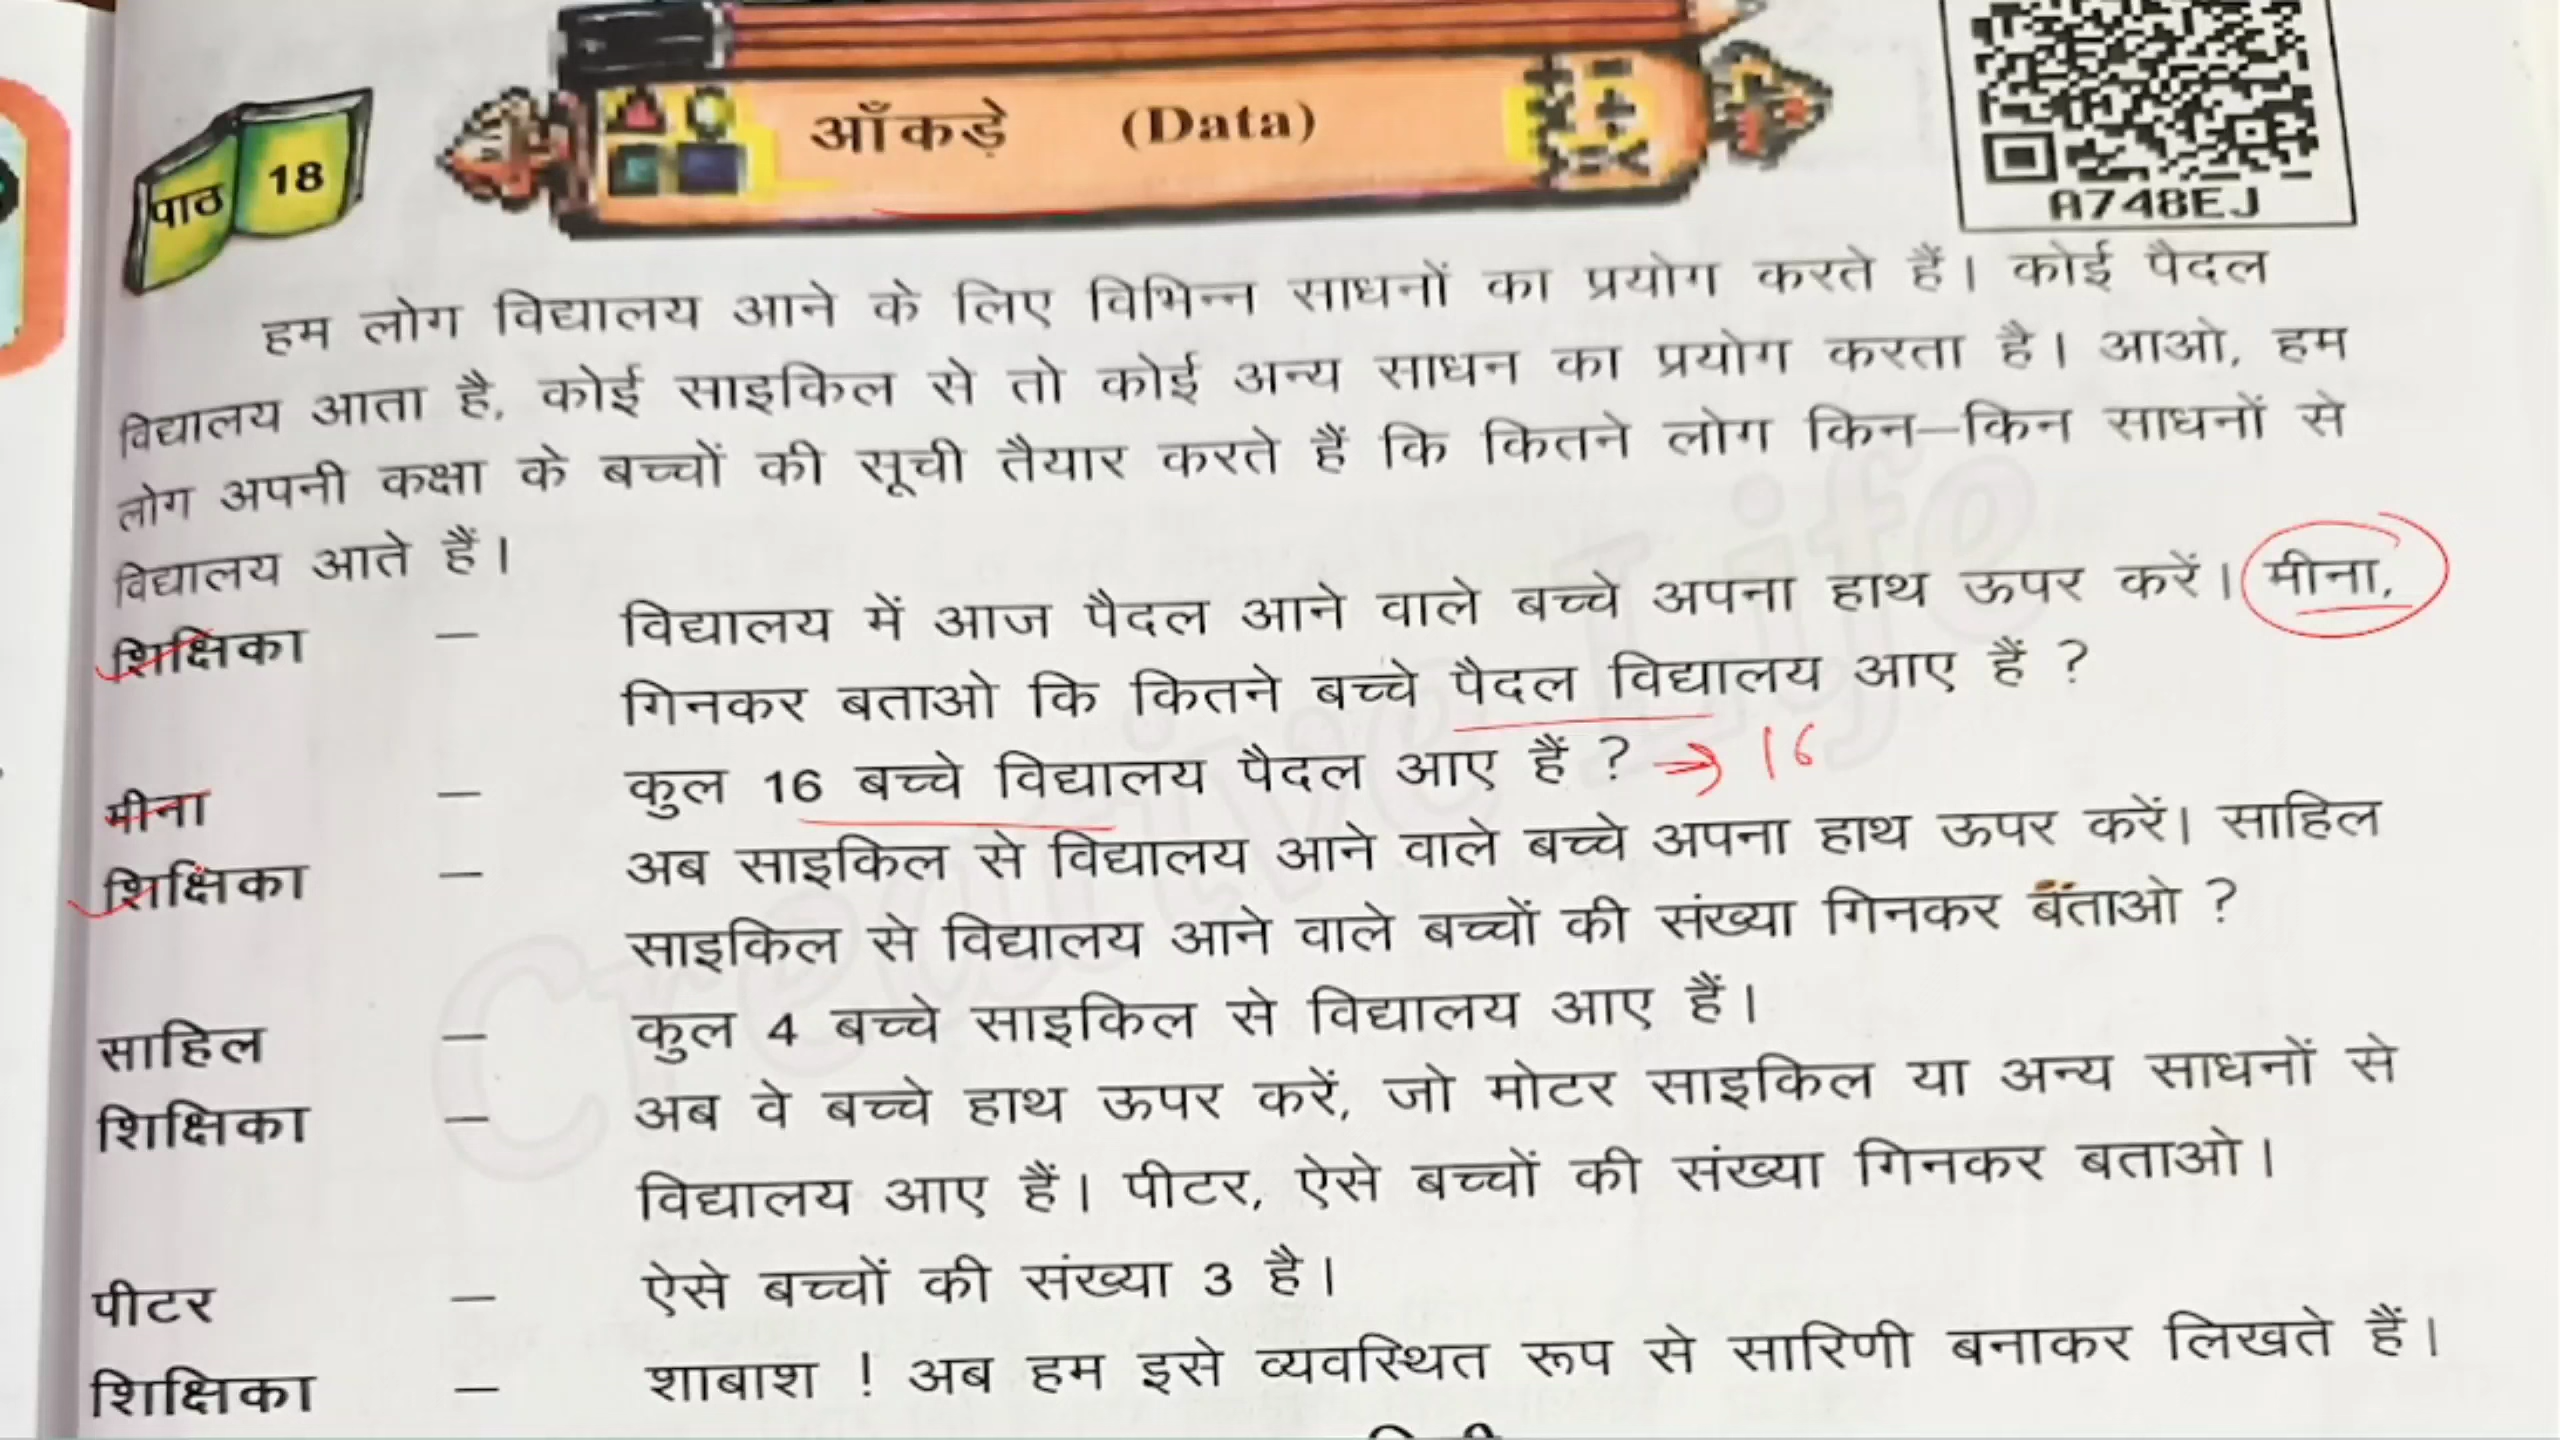 पाठ 18
आँकड़े (Data)
A748EJ
हम लोग विद्यालय आने के लिए विभिन्न साधनों का प्रयोग करते हैं। कोई पैदल
विद्यालय आता है, कोई साइकिल से तो कोई अन्य साधन का प्रयोग करता है। आओ, हम
लोग अपनी कक्षा के बच्चों की सूची तैयार करते हैं कि कितने लोग किन–किन साधनों से
विद्यालय आते हैं।
शिक्षिका – विद्यालय में आज पैदल आने वाले बच्चे अपना हाथ ऊपर करें। मीना,
गिनकर बताओ कि कितने बच्चे पैदल विद्यालय आए हैं ?
मीना – कुल 16 बच्चे विद्यालय पैदल आए हैं ? → 16
शिक्षिका – अब साइकिल से विद्यालय आने वाले बच्चे अपना हाथ ऊपर करें। साहिल
साइकिल से विद्यालय आने वाले बच्चों की संख्या गिनकर बताओ ?
साहिल – कुल 4 बच्चे साइकिल से विद्यालय आए हैं।
शिक्षिका – अब वे बच्चे हाथ ऊपर करें, जो मोटर साइकिल या अन्य साधनों से
विद्यालय आए हैं। पीटर, ऐसे बच्चों की संख्या गिनकर बताओ।
पीटर – ऐसे बच्चों की संख्या 3 है।
शिक्षिका – शाबाश ! अब हम इसे व्यवस्थित रूप से सारिणी बनाकर लिखते हैं।
Creative Life